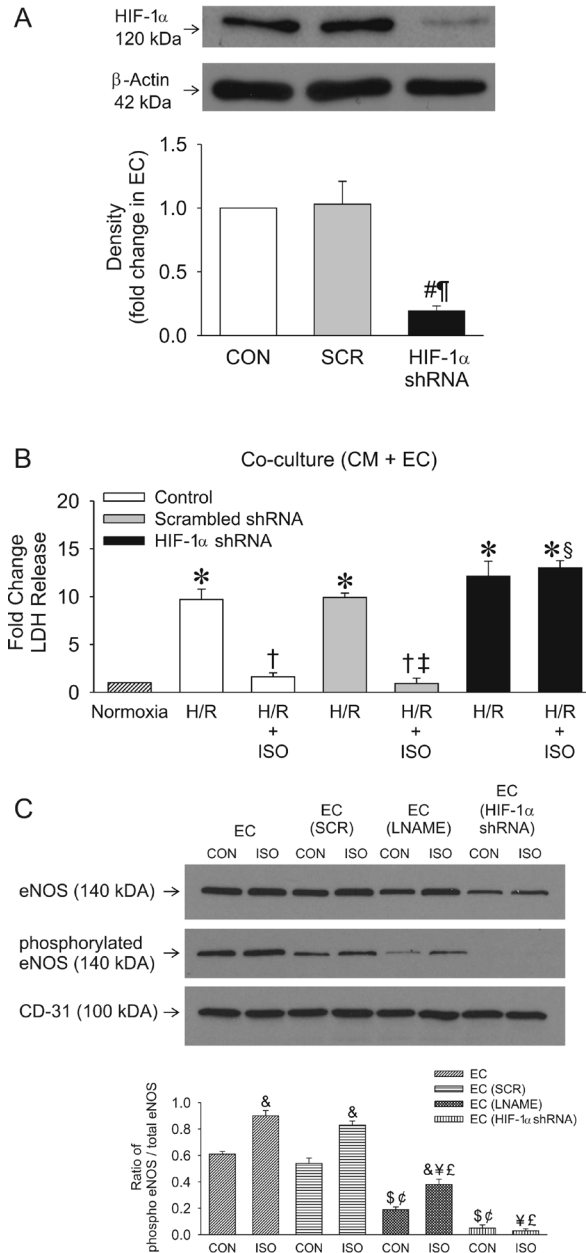 A
HIF-1α
120 kDa
β-Actin
42 kDa
Density
(fold change in EC)
1.5
1.0
0.5
0.0
#¶
CON SCR HIF-1α
shRNA
B
Co-culture (CM + EC)
Fold Change
LDH Release
20
15
10
5
0
Control
Scrambled shRNA
HIF-1α shRNA
* † * †‡ * *§
Normoxia H/R H/R
+
ISO
H/R H/R
+
ISO
H/R H/R
+
ISO
C
EC
EC
(SCR)
EC
(LNAME)
EC
(HIF-1α
shRNA)
CON ISO CON ISO CON ISO CON ISO
eNOS (140 kDA)
phosphorylated
eNOS (140 kDA)
CD-31 (100 kDA)
Ratio of
phospho eNOS / total eNOS
1.0
0.8
0.6
0.4
0.2
0.0
EC
EC (SCR)
EC (LNAME)
EC (HIF-1α shRNA)
& & $¢ &¥£ $¢ ¥£
CON ISO CON ISO CON ISO CON ISO